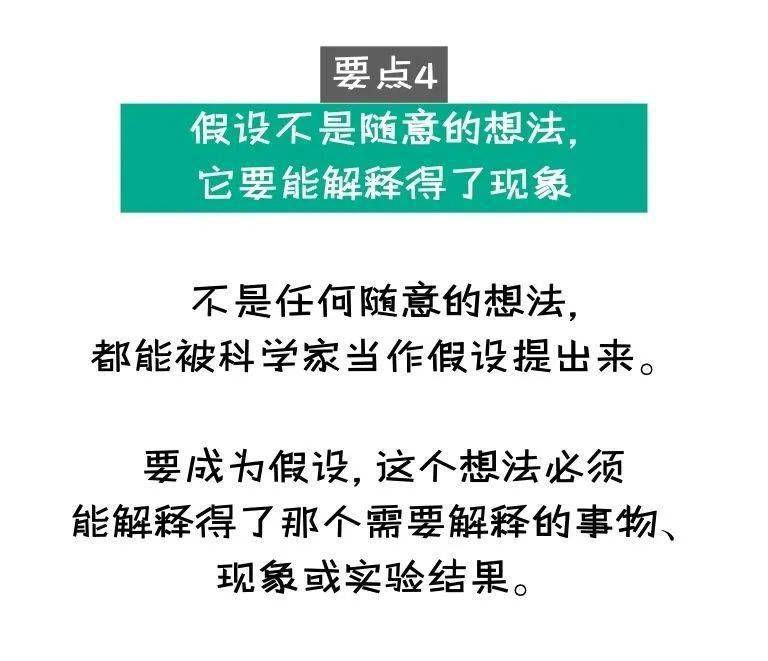 要点4
假设不是随意的想法,
它要能解释得了现象
不是任何随意的想法,
都能被科学家当作假设提出来。
要成为假设, 这个想法必须
能解释得了那个需要解释的事物、
现象或实验结果。